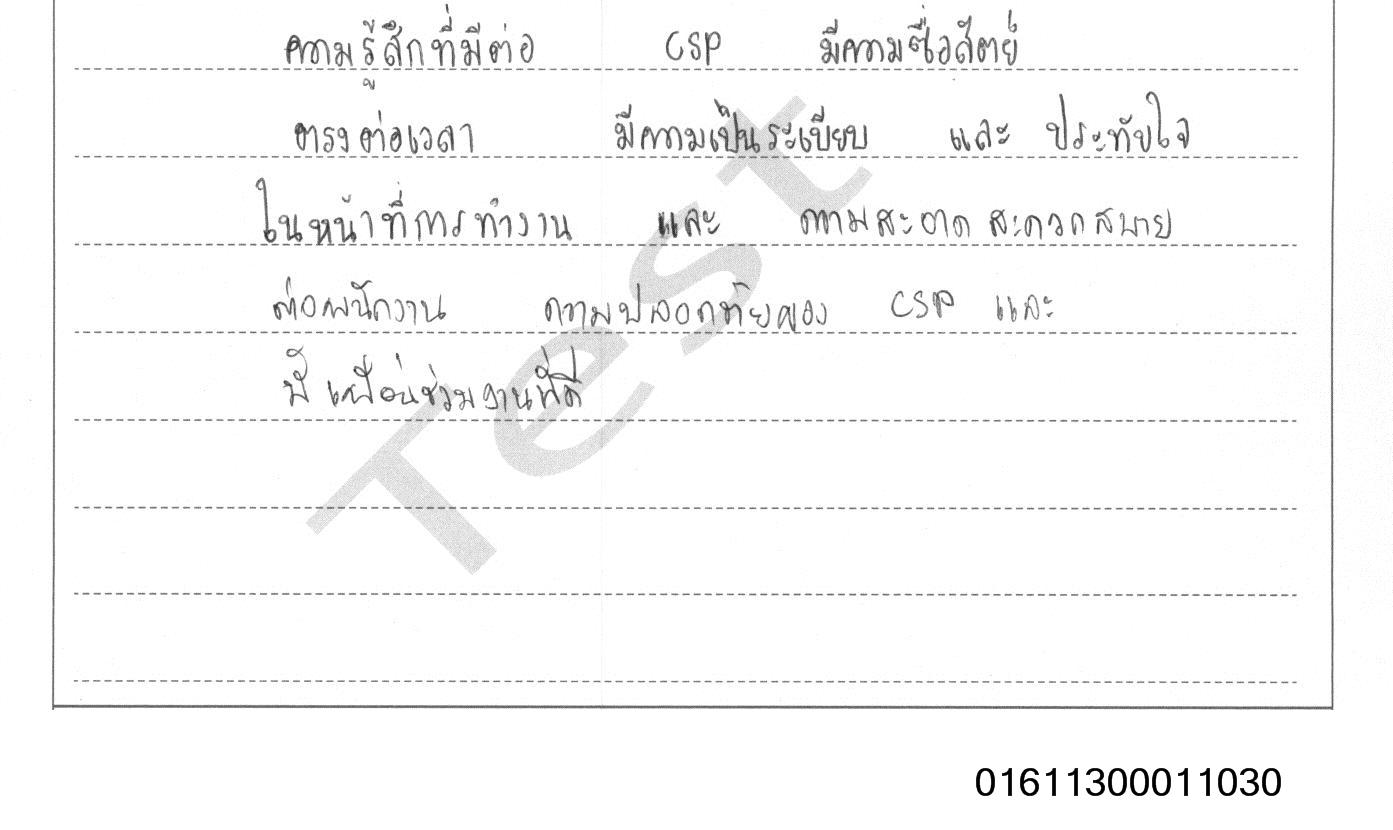 ความรู้สึกที่มีต่อ CSP มีความซื่อสัตย์
ตรงต่อเวลา มีความเป็นระเบียบ และ ประทับใจ
ในหน้าที่การทำงาน และ ความสะอาด สะดวกสบาย
ต่อพนักงาน ความปลอดภัยของ CSP และ
มี เพื่อนร่วมงานที่ดี
Test
01611300011030